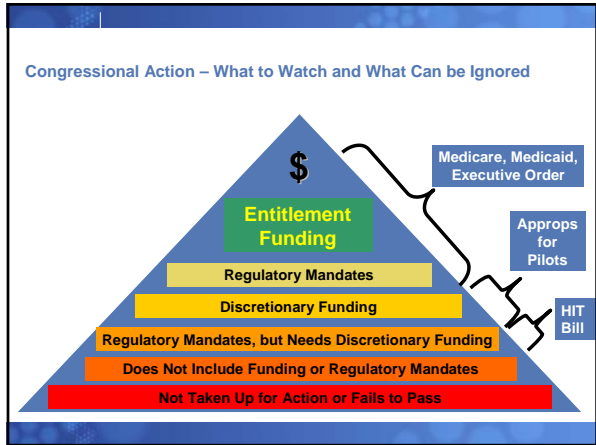 Congressional Action – What to Watch and What Can be Ignored
$
Medicare, Medicaid,
Executive Order
Entitlement
Funding
Approps
for
Pilots
Regulatory Mandates
Discretionary Funding
HIT
Bill
Regulatory Mandates, but Needs Discretionary Funding
Does Not Include Funding or Regulatory Mandates
Not Taken Up for Action or Fails to Pass